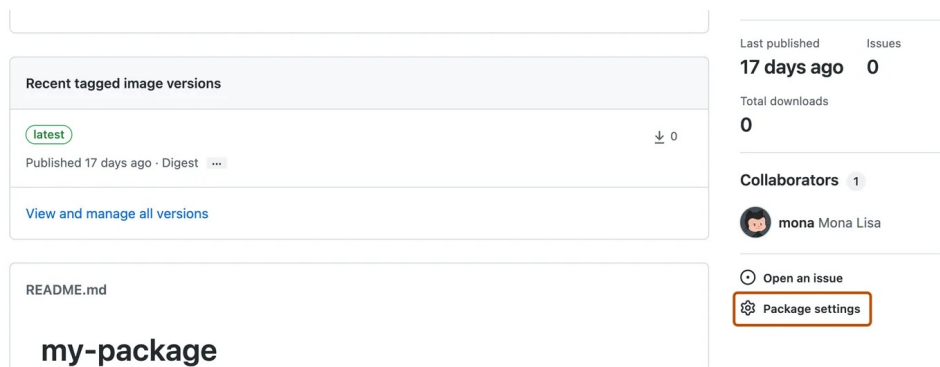 Recent tagged image versions
latest
0
Published 17 days ago · Digest ...
View and manage all versions
README.md
my-package
Last published Issues
17 days ago 0
Total downloads
0
Collaborators 1
mona Mona Lisa
Open an issue
Package settings